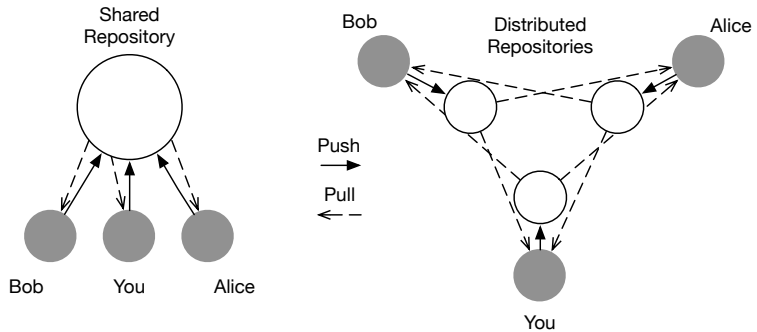 Shared
Repository
Bob
You
Alice
Push
Pull
Bob
Distributed
Repositories
Alice
You